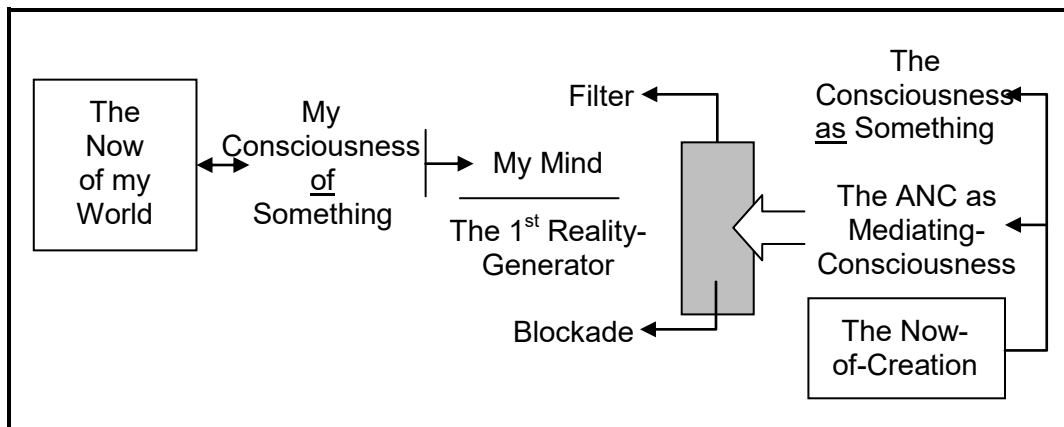 The
Now
of my
World
My
Consciousness
of
Something
My Mind
The 1st Reality-
Generator
Filter
Blockade
The
Consciousness
as Something
The ANC as
Mediating-
Consciousness
The Now-
of-Creation